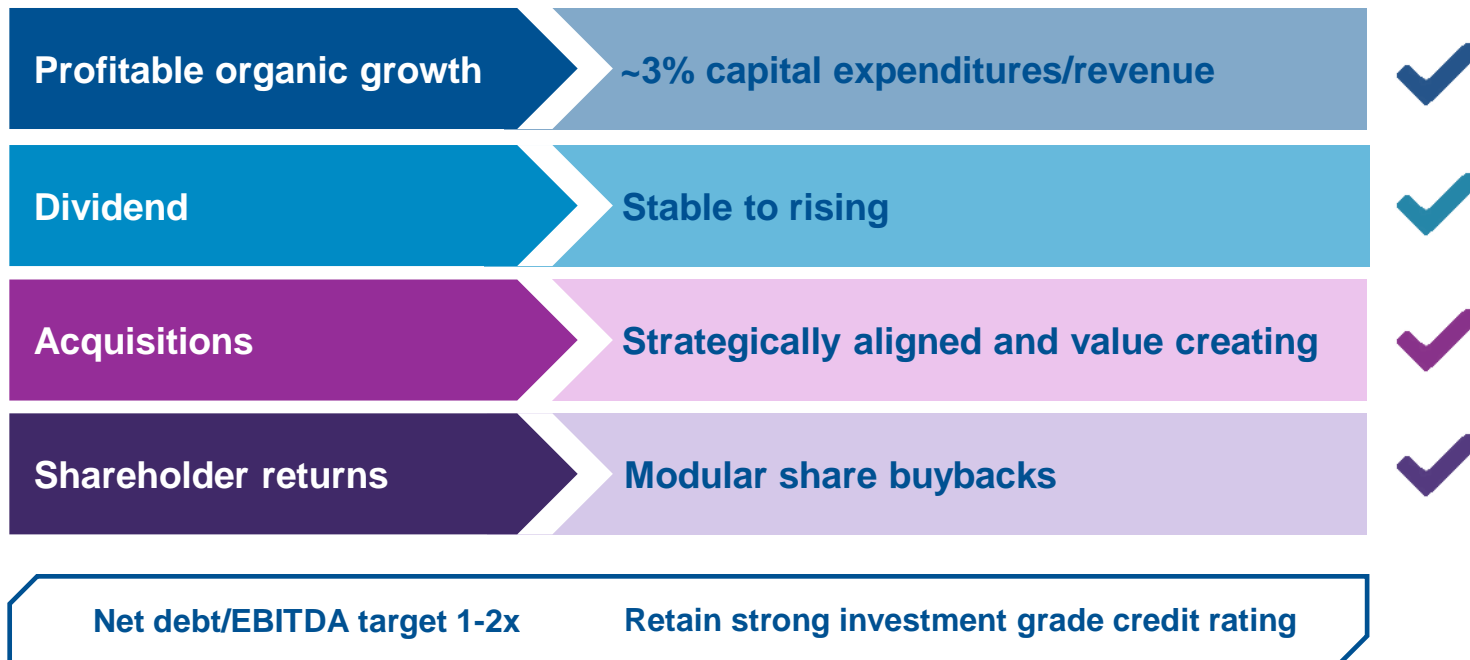 Profitable organic growth
~3% capital expenditures/revenue
Dividend
Stable to rising
Acquisitions
Strategically aligned and value creating
Shareholder returns
Modular share buybacks
Net debt/EBITDA target 1-2x
Retain strong investment grade credit rating